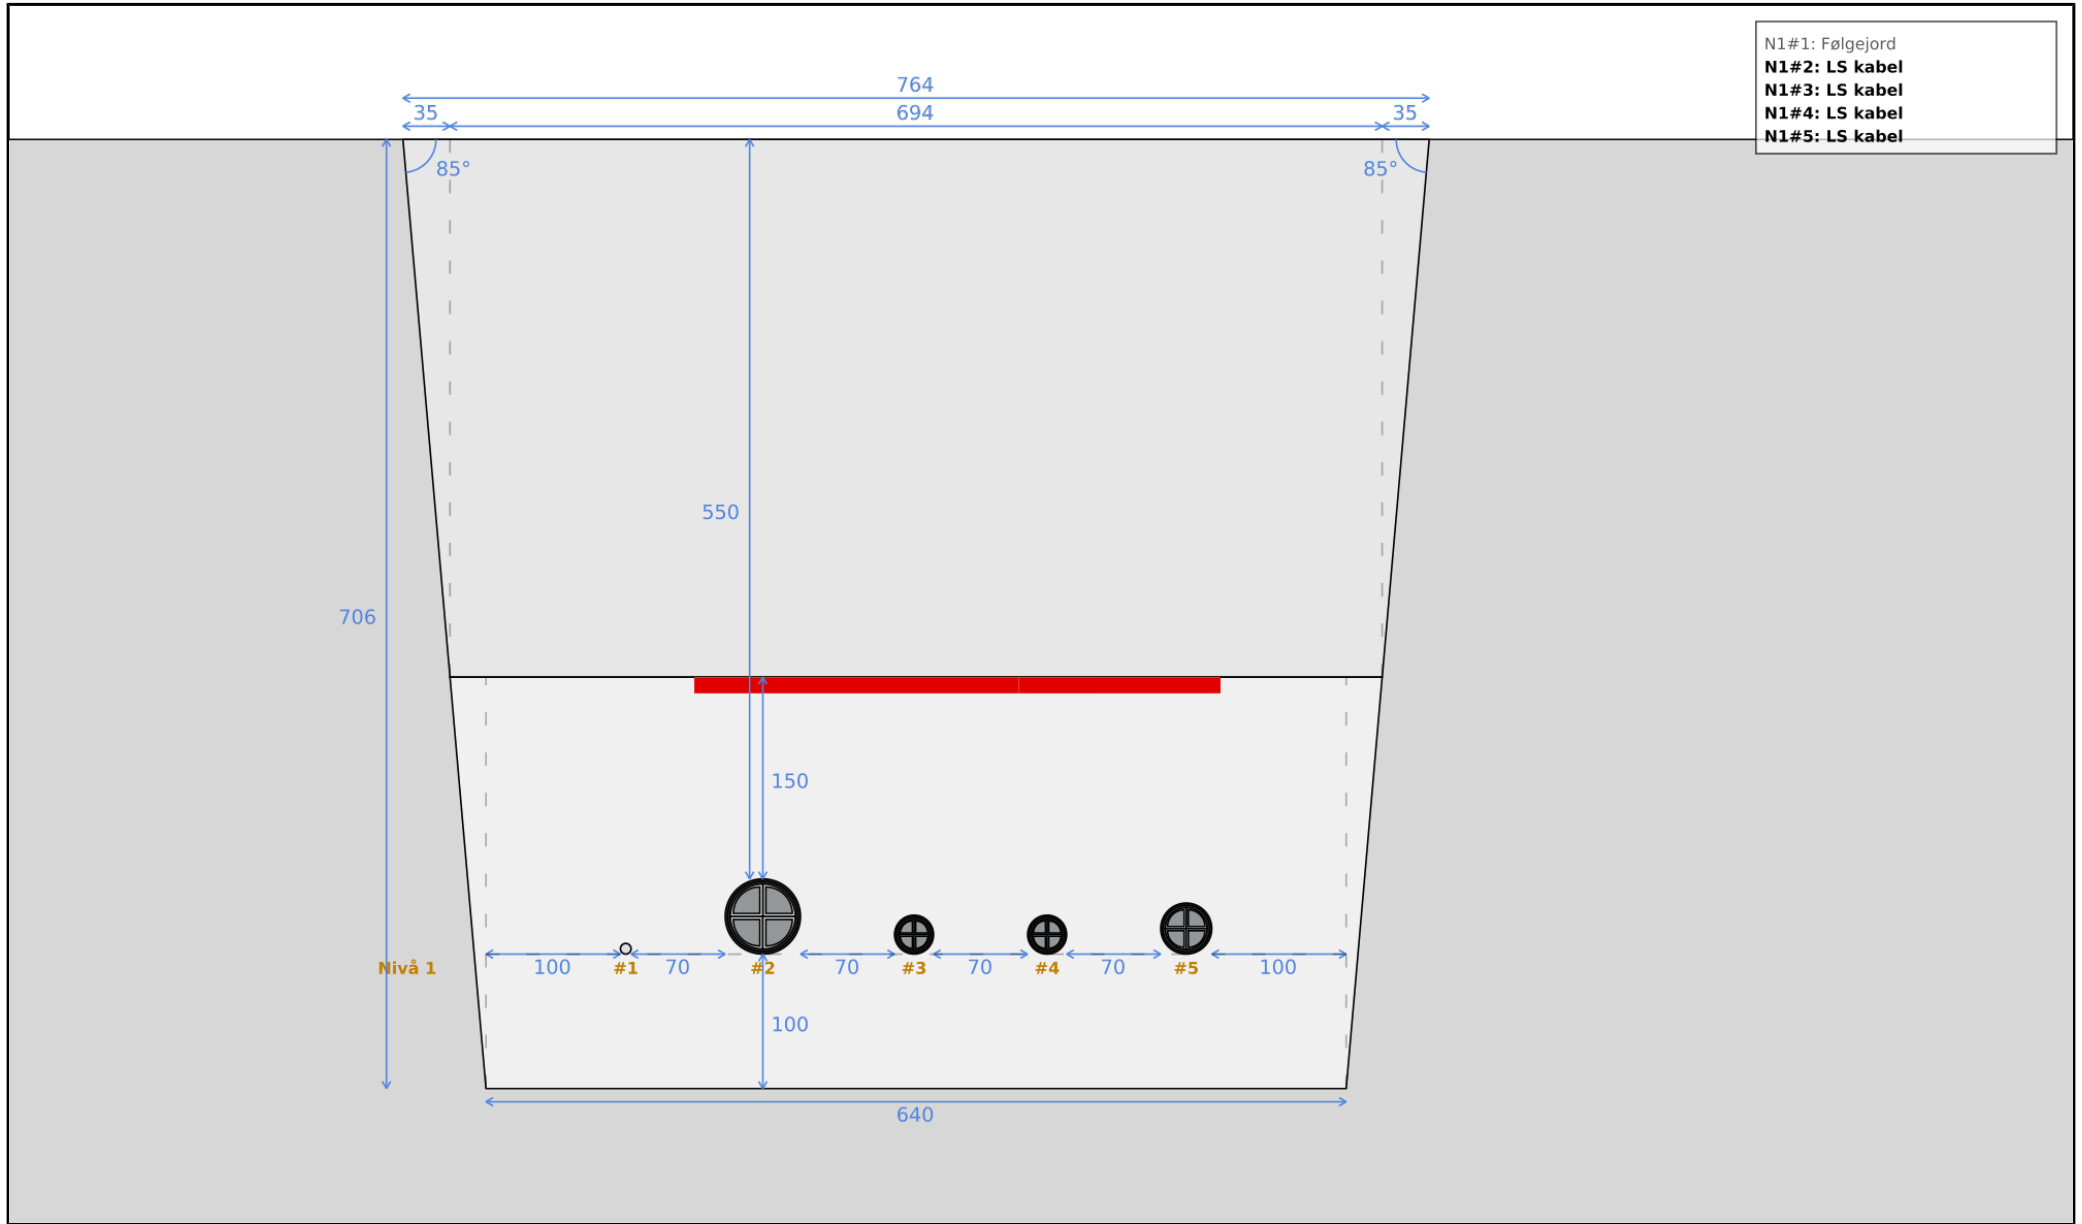 N1#1: Følgejord
N1#2: LS kabel
N1#3: LS kabel
N1#4: LS kabel
N1#5: LS kabel
764
35 694 35
85° 85°
550
706
150
Nivå 1 100 #1 70 #2 70 #3 70 #4 70 #5 100
100
640